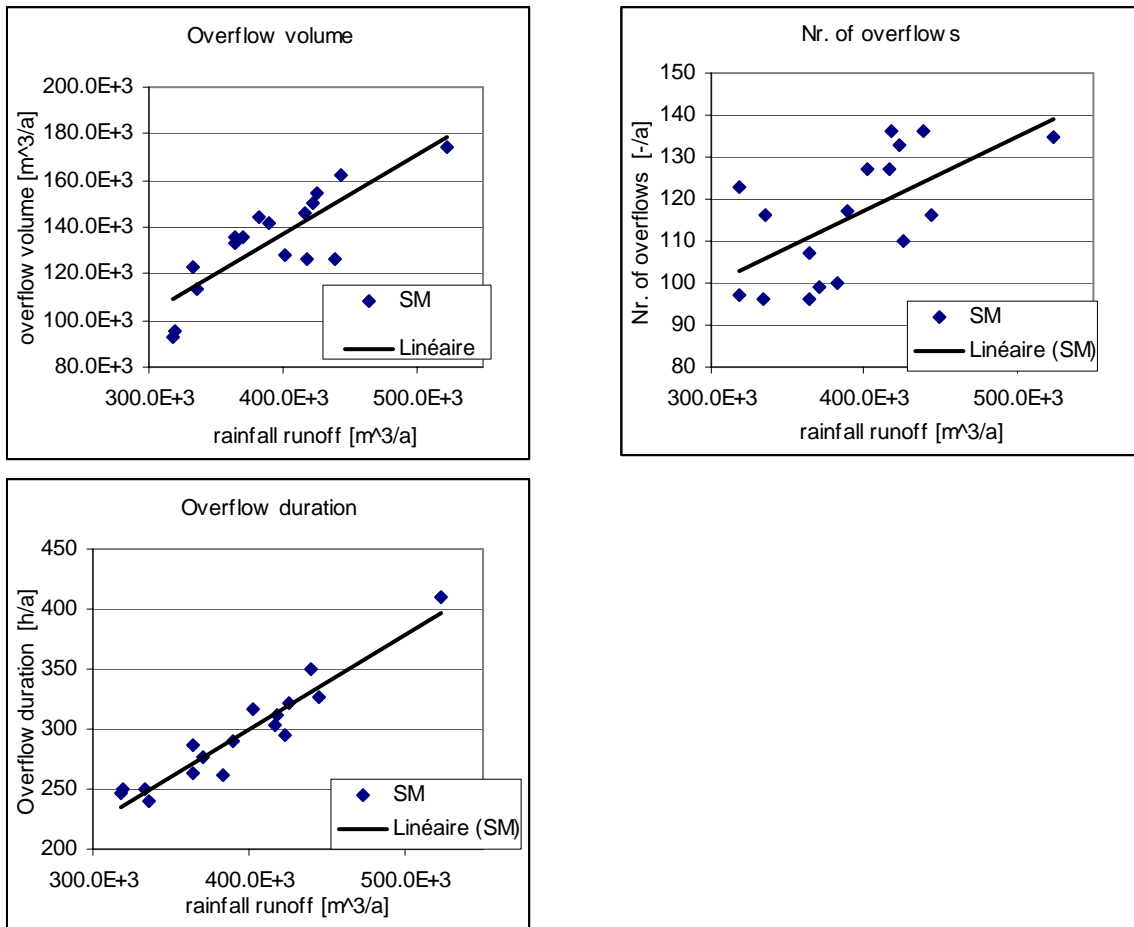 Overflow volume
200.0E+3
180.0E+3
160.0E+3
140.0E+3
120.0E+3
100.0E+3
80.0E+3
overflow volume [m^3/a]
300.0E+3 400.0E+3 500.0E+3
rainfall runoff [m^3/a]
SM
Linéaire
Nr. of overflows
150
140
130
120
110
100
90
80
Nr. of overflows [-/a]
300.0E+3 400.0E+3 500.0E+3
rainfall runoff [m^3/a]
SM
Linéaire (SM)
Overflow duration
450
400
350
300
250
200
Overflow duration [h/a]
300.0E+3 400.0E+3 500.0E+3
rainfall runoff [m^3/a]
SM
Linéaire (SM)